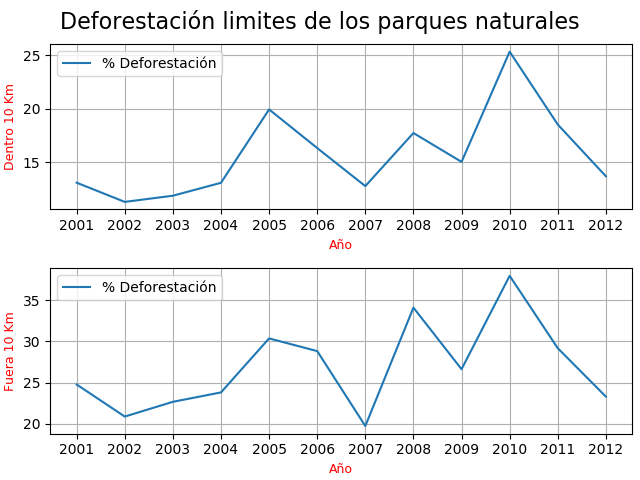 Deforestación limites de los parques naturales
% Deforestación
Dentro 10 Km
25
20
15
2001 2002 2003 2004 2005 2006 2007 2008 2009 2010 2011 2012
Año
% Deforestación
Fuera 10 Km
35
30
25
20
2001 2002 2003 2004 2005 2006 2007 2008 2009 2010 2011 2012
Año